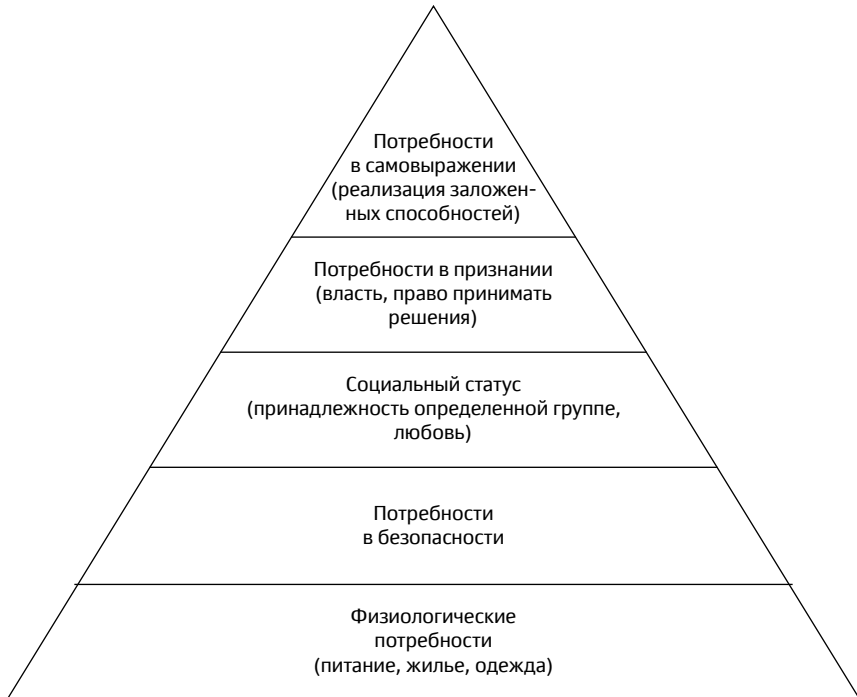 Потребности
в самовыражении
(реализация заложен-
ных способностей)
Потребности в признании
(власть, право принимать
решения)
Социальный статус
(принадлежность определенной группе,
любовь)
Потребности
в безопасности
Физиологические
потребности
(питание, жилье, одежда)